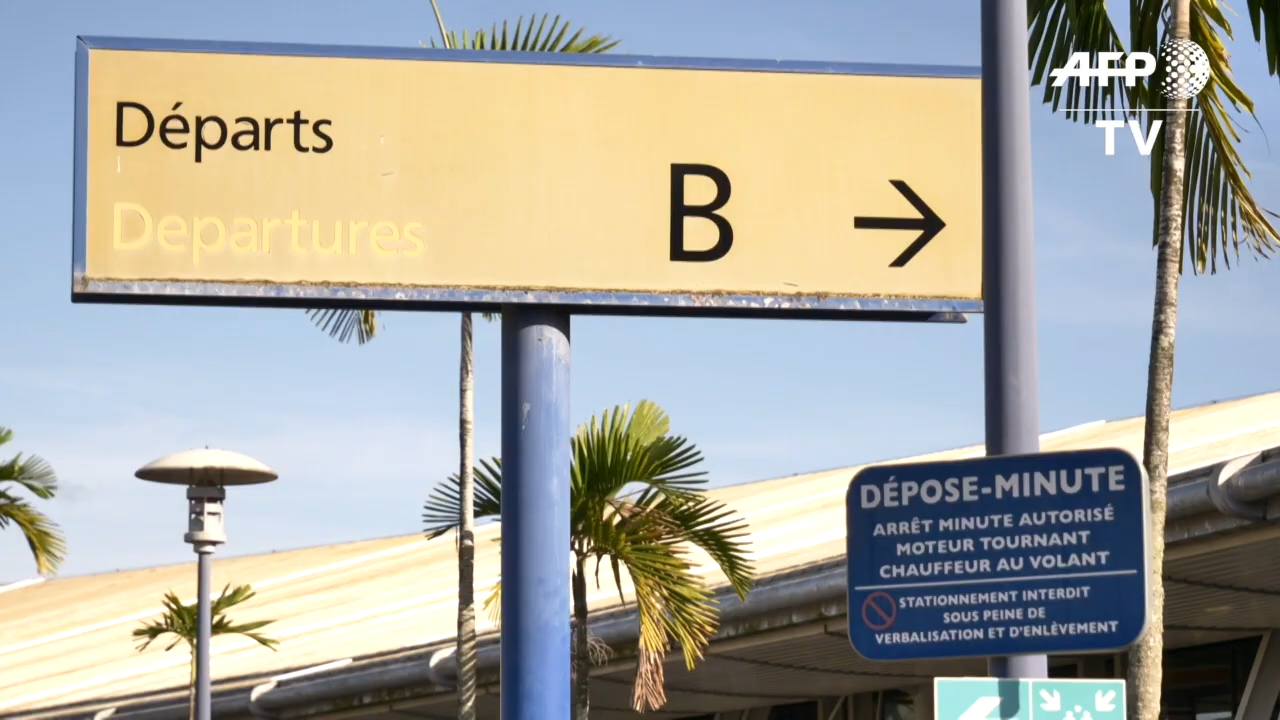 Départs
Departures
B
AFP
TV
DÉPOSE-MINUTE
ARRÊT MINUTE AUTORISÉ
MOTEUR TOURNANT
CHAUFFEUR AU VOLANT
STATIONNEMENT INTERDIT
SOUS PEINE DE
VERBALISATION ET D'ENLÈVEMENT